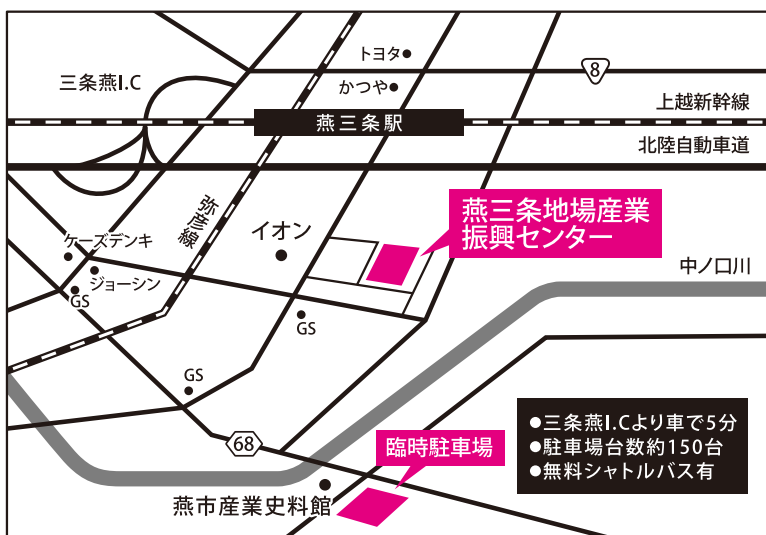 トヨタ
8
三条燕I.C
かつや
上越新幹線
燕三条駅
北陸自動車道
弥彦線
燕三条地場産業
振興センター
イオン
ケーズデンキ
ジョーシン
中ノ口川
GS
GS
GS
●三条燕I.Cより車で5分
●駐車場台数約150台
●無料シャトルバス有
68
臨時駐車場
燕市産業史料館